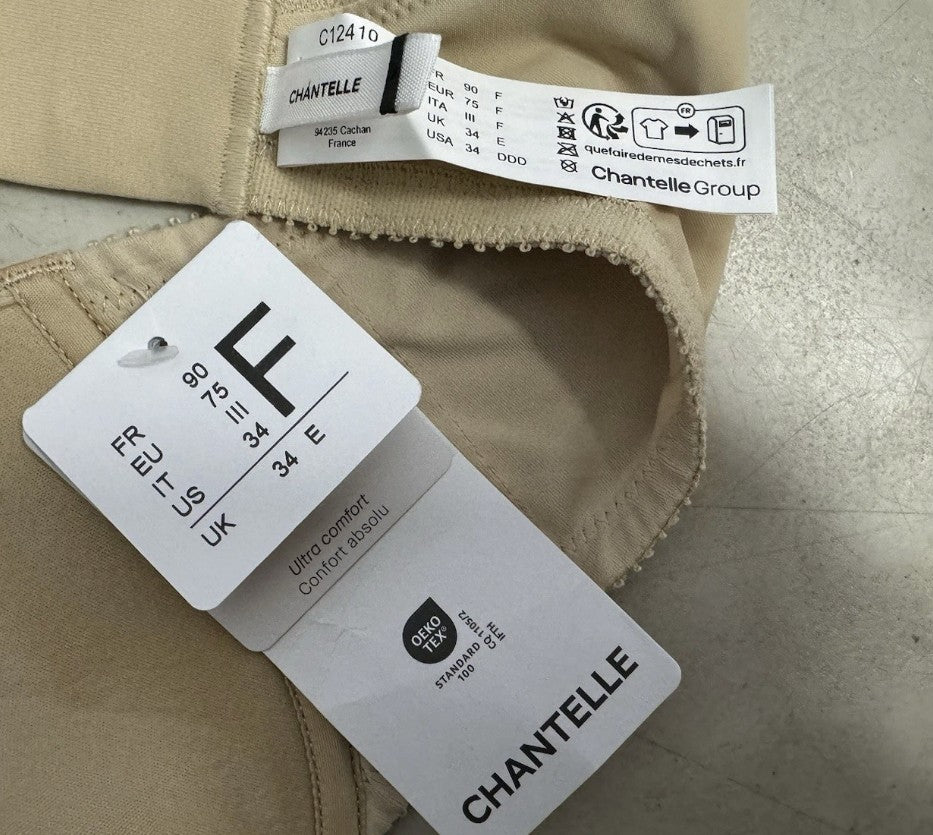 C12410
CHANTELLE
94235 Cachan
France
FR 90 F
EUR 75 F
ITA III F
UK 34 E
USA 34 DDD
FR
quefairedemesdechets.fr
Chantelle Group
F
FR 90
EU 75
IT III
US 34
UK 34 E
Ultra comfort
Confort absolu
OEKO
TEX®
STANDARD
100
CQ 1105/2
IFTH
CHANTELLE